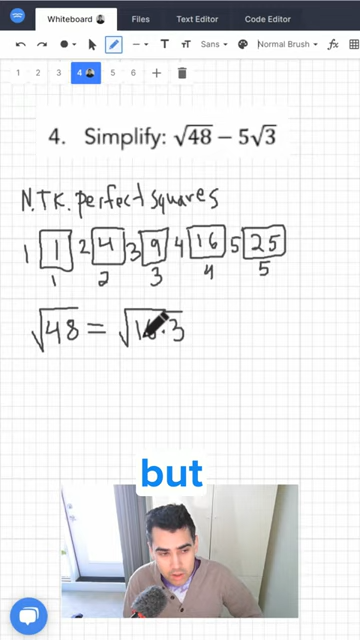 Whiteboard Files Text Editor Code Editor
T Sans Normal Brush fx
1 2 3 4 5 6 +
4. Simplify: √48 − 5√3
N.T.K. perfect squares
1 1 2 4 3 9 4 16 5 25
1 2 3 4 5
√48 = √16·3
but